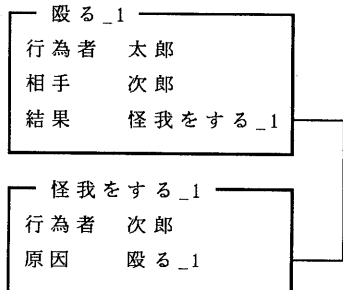 殴る_1
行為者 太郎
相手 次郎
結果 怪我をする_1
怪我をする_1
行為者 次郎
原因 殴る_1